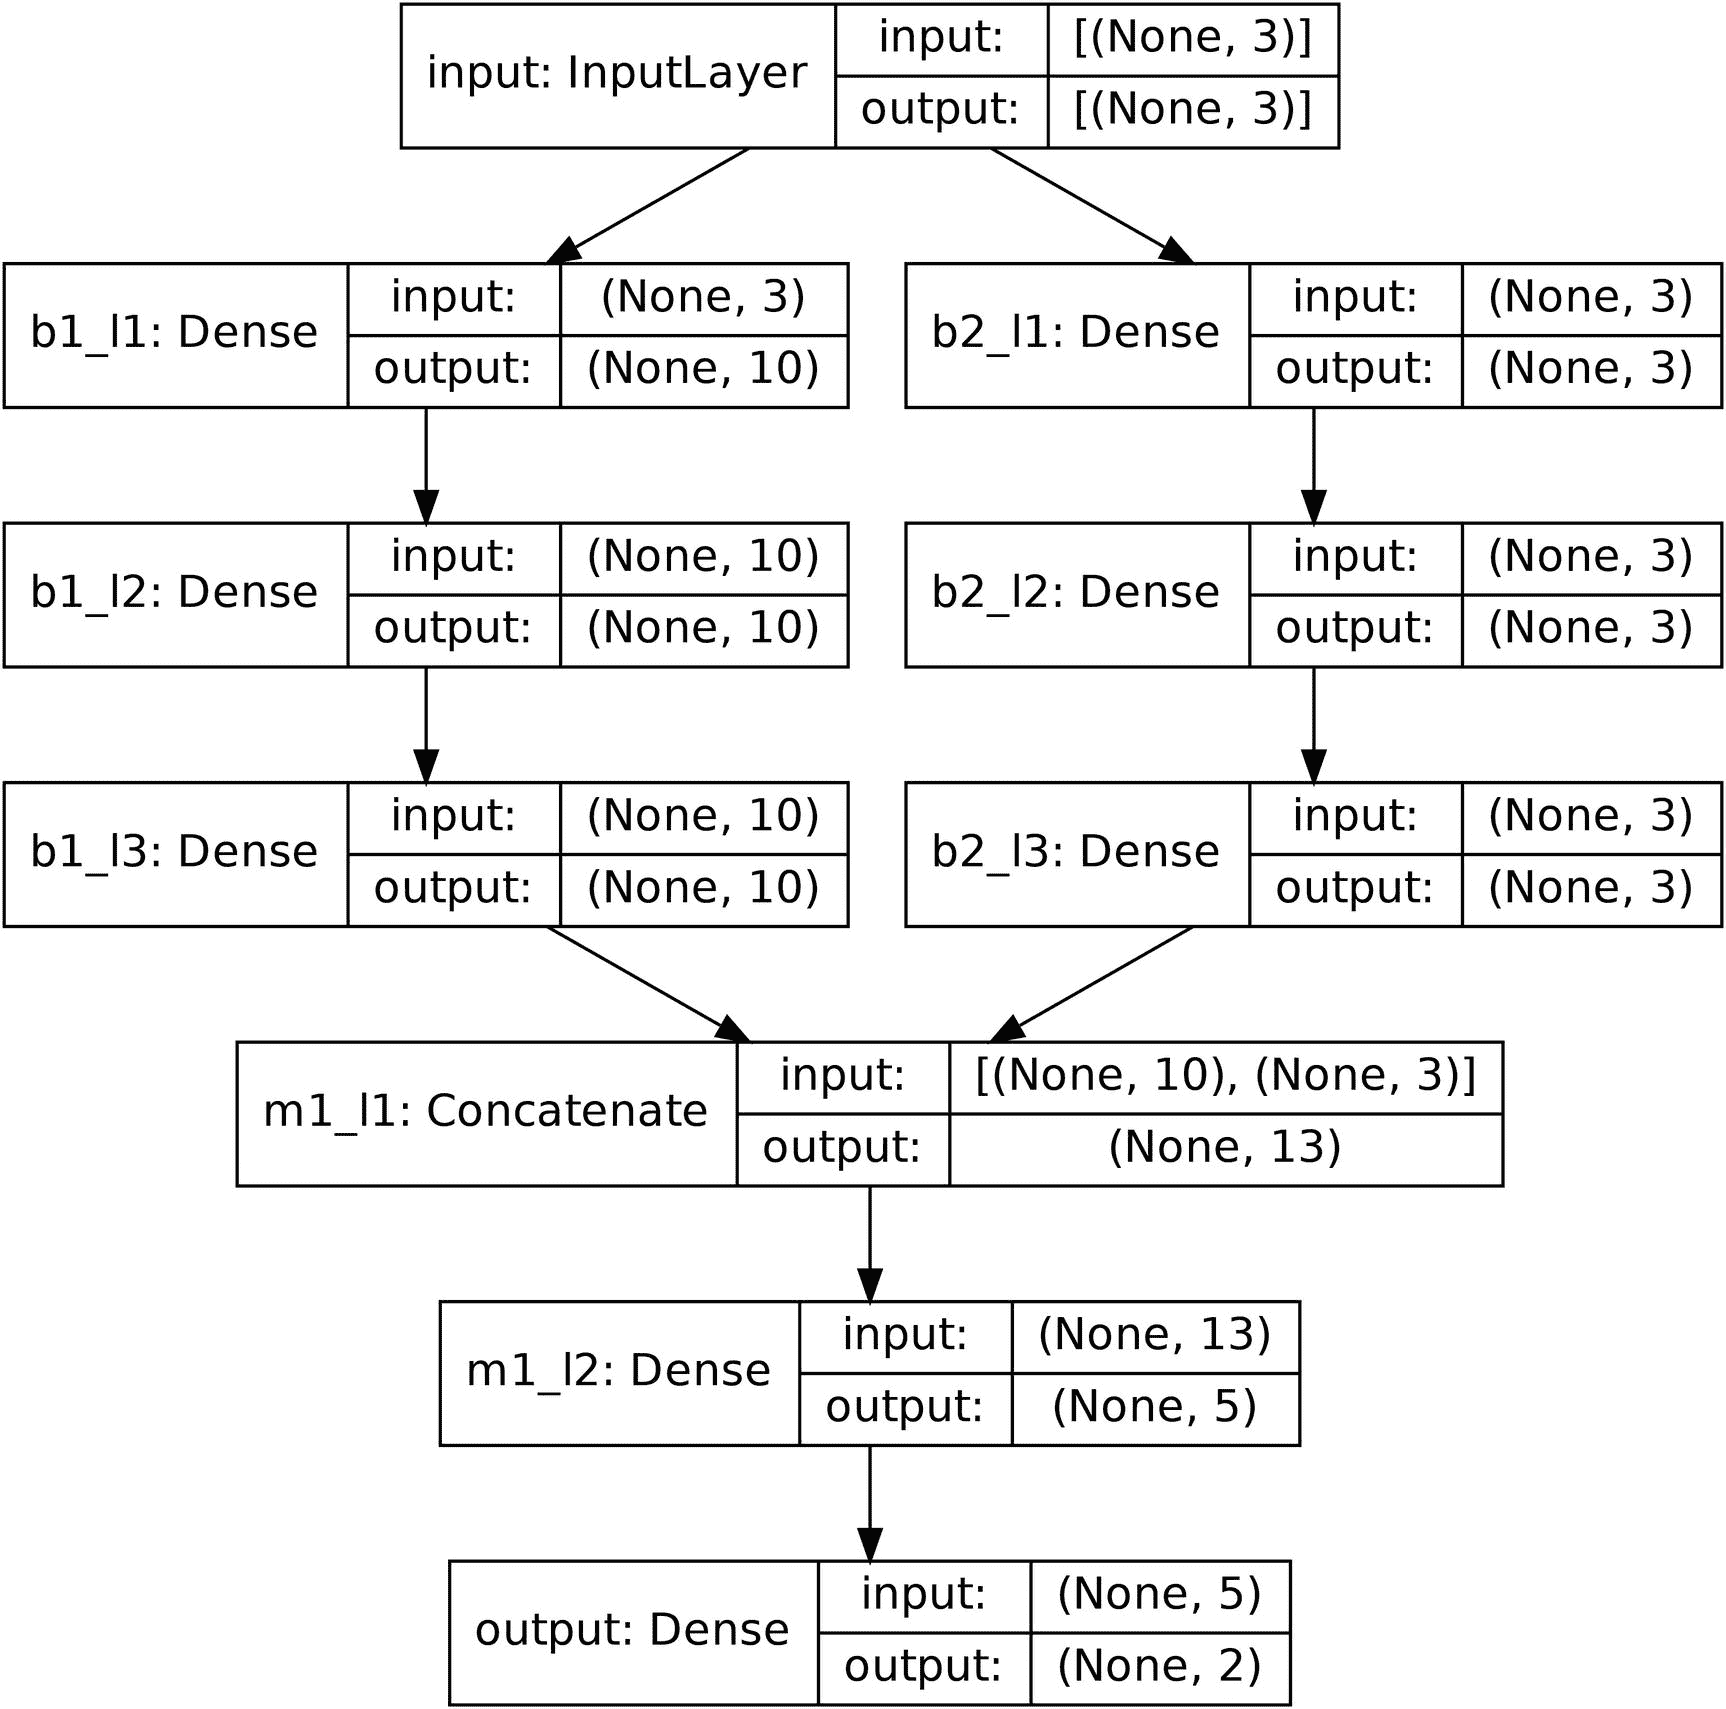 input: InputLayer
input:
[(None, 3)]
output:
[(None, 3)]
b1_l1: Dense
input:
(None, 3)
output:
(None, 10)
b2_l1: Dense
input:
(None, 3)
output:
(None, 3)
b1_l2: Dense
input:
(None, 10)
output:
(None, 10)
b2_l2: Dense
input:
(None, 3)
output:
(None, 3)
b1_l3: Dense
input:
(None, 10)
output:
(None, 10)
b2_l3: Dense
input:
(None, 3)
output:
(None, 3)
m1_l1: Concatenate
input:
[(None, 10), (None, 3)]
output:
(None, 13)
m1_l2: Dense
input:
(None, 13)
output:
(None, 5)
output: Dense
input:
(None, 5)
output:
(None, 2)